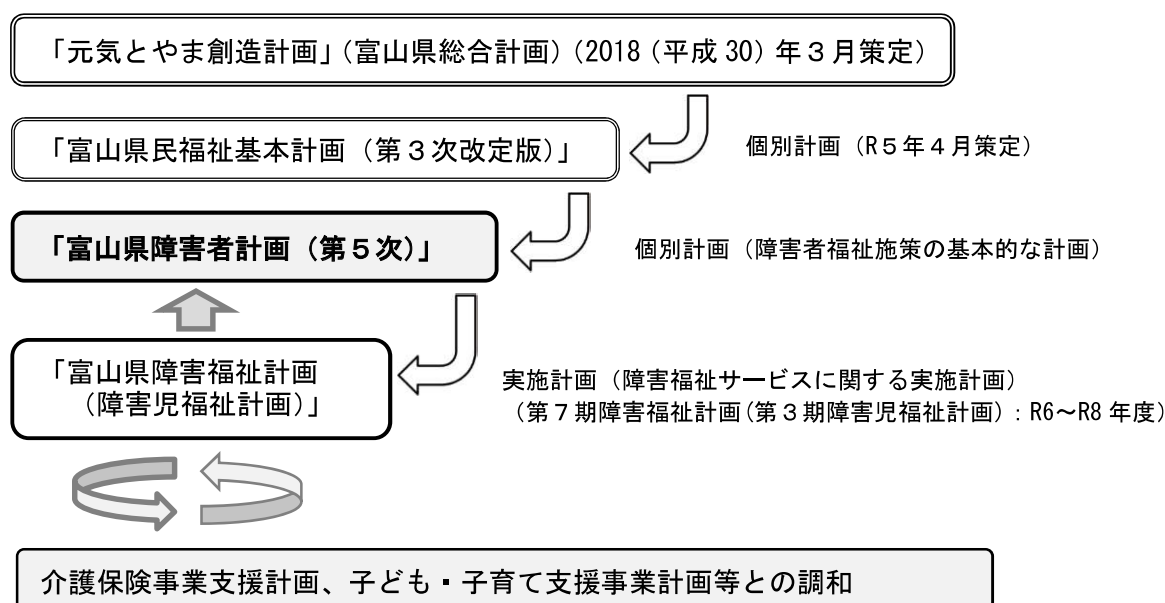 「元気とやま創造計画」(富山県総合計画)(2018(平成30)年3月策定)
「富山県民福祉基本計画(第3次改定版)」
個別計画(R5年4月策定)
「富山県障害者計画(第5次)」
個別計画(障害者福祉施策の基本的な計画)
「富山県障害福祉計画
(障害児福祉計画)」
実施計画(障害福祉サービスに関する実施計画)
(第7期障害福祉計画(第3期障害児福祉計画):R6~R8年度)
介護保険事業支援計画、子ども・子育て支援事業計画等との調和